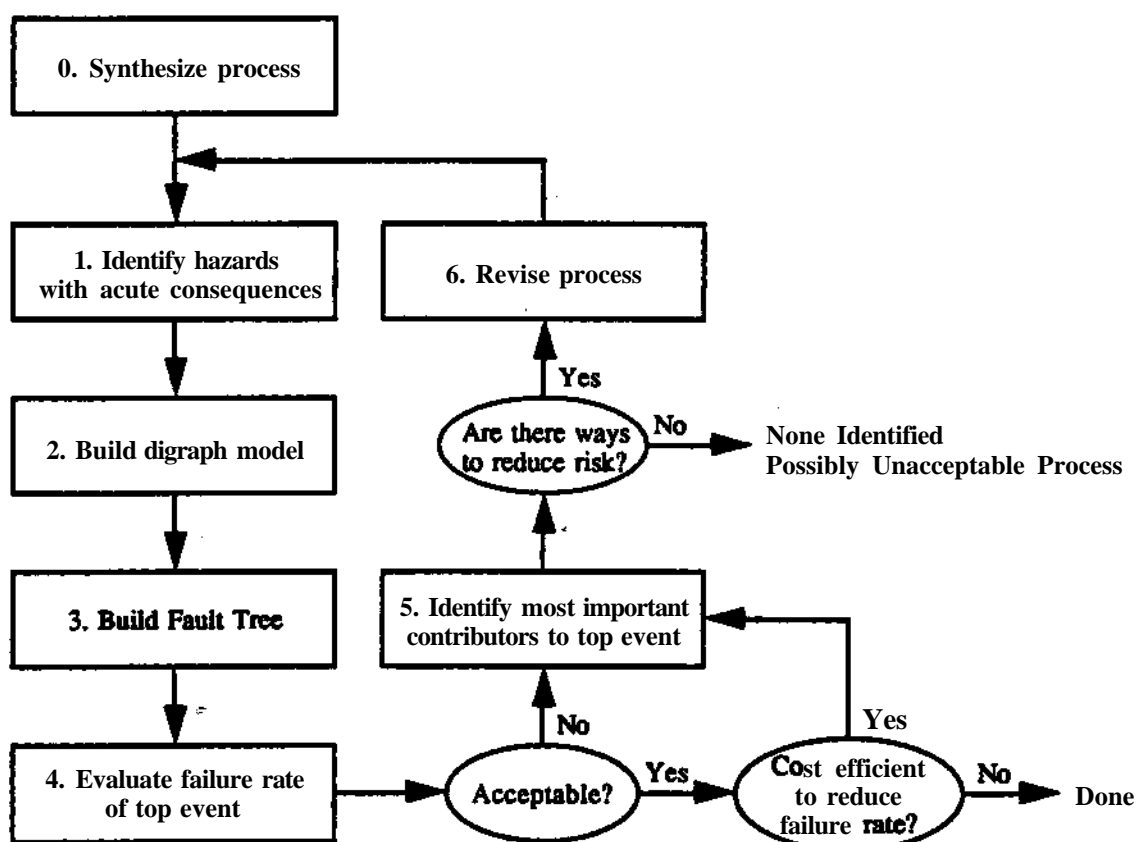 0. Synthesize process
1. Identify hazards
with acute consequences
6. Revise process
Yes
2. Build digraph model
Are there ways
to reduce risk?
No
None Identified
Possibly Unacceptable Process
3. Build Fault Tree
5. Identify most important
contributors to top event
No
Yes
4. Evaluate failure rate
of top event
Acceptable?
Yes
Cost efficient
to reduce
failure rate?
No
Done